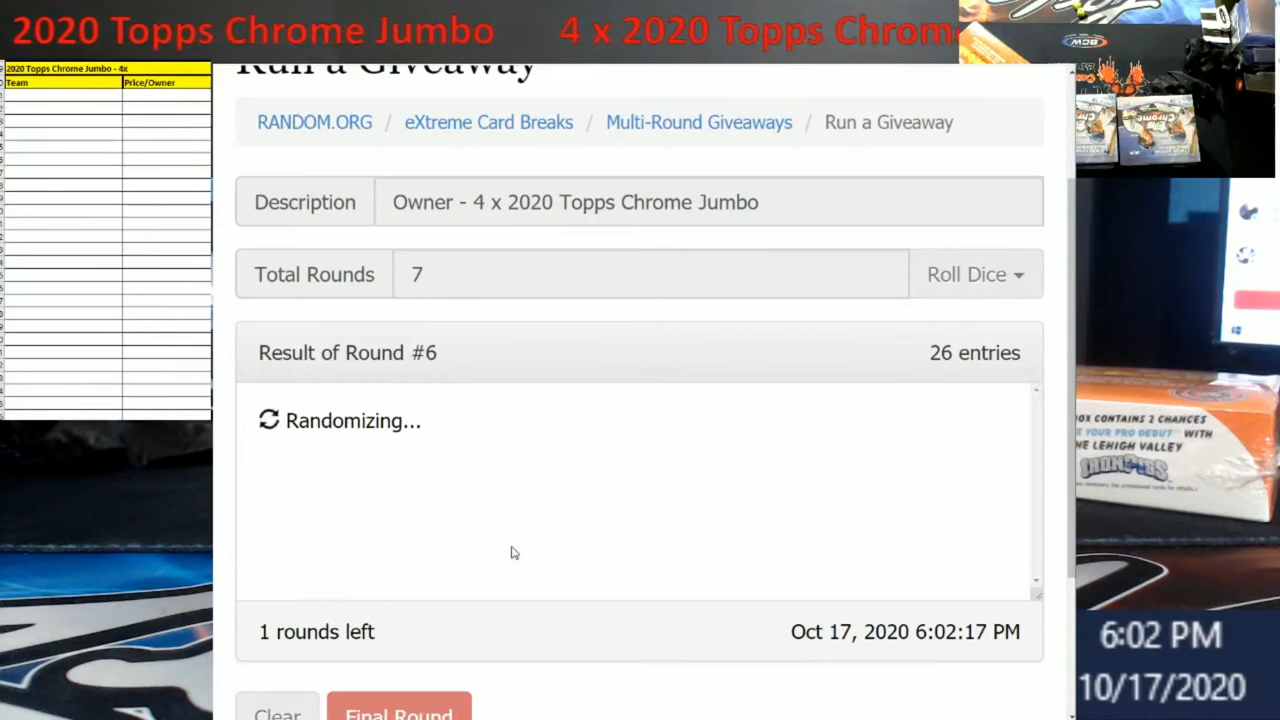 2020 Topps Chrome Jumbo 4 x 2020 Topps Chrom
2020 Topps Chrome Jumbo - 4x
Team Price/Owner
Run a Giveaway
RANDOM.ORG / eXtreme Card Breaks / Multi-Round Giveaways / Run a Giveaway
Description Owner - 4 x 2020 Topps Chrome Jumbo
Total Rounds 7 Roll Dice
Result of Round #6 26 entries
Randomizing...
1 rounds left Oct 17, 2020 6:02:17 PM
Clear Final Round
BCW
Chrome
OX CONTAINS 2 CHANCES
YOUR PRO DEBUT WITH
HE LEHIGH VALLEY
IRONPIGS
6:02 PM
10/17/2020